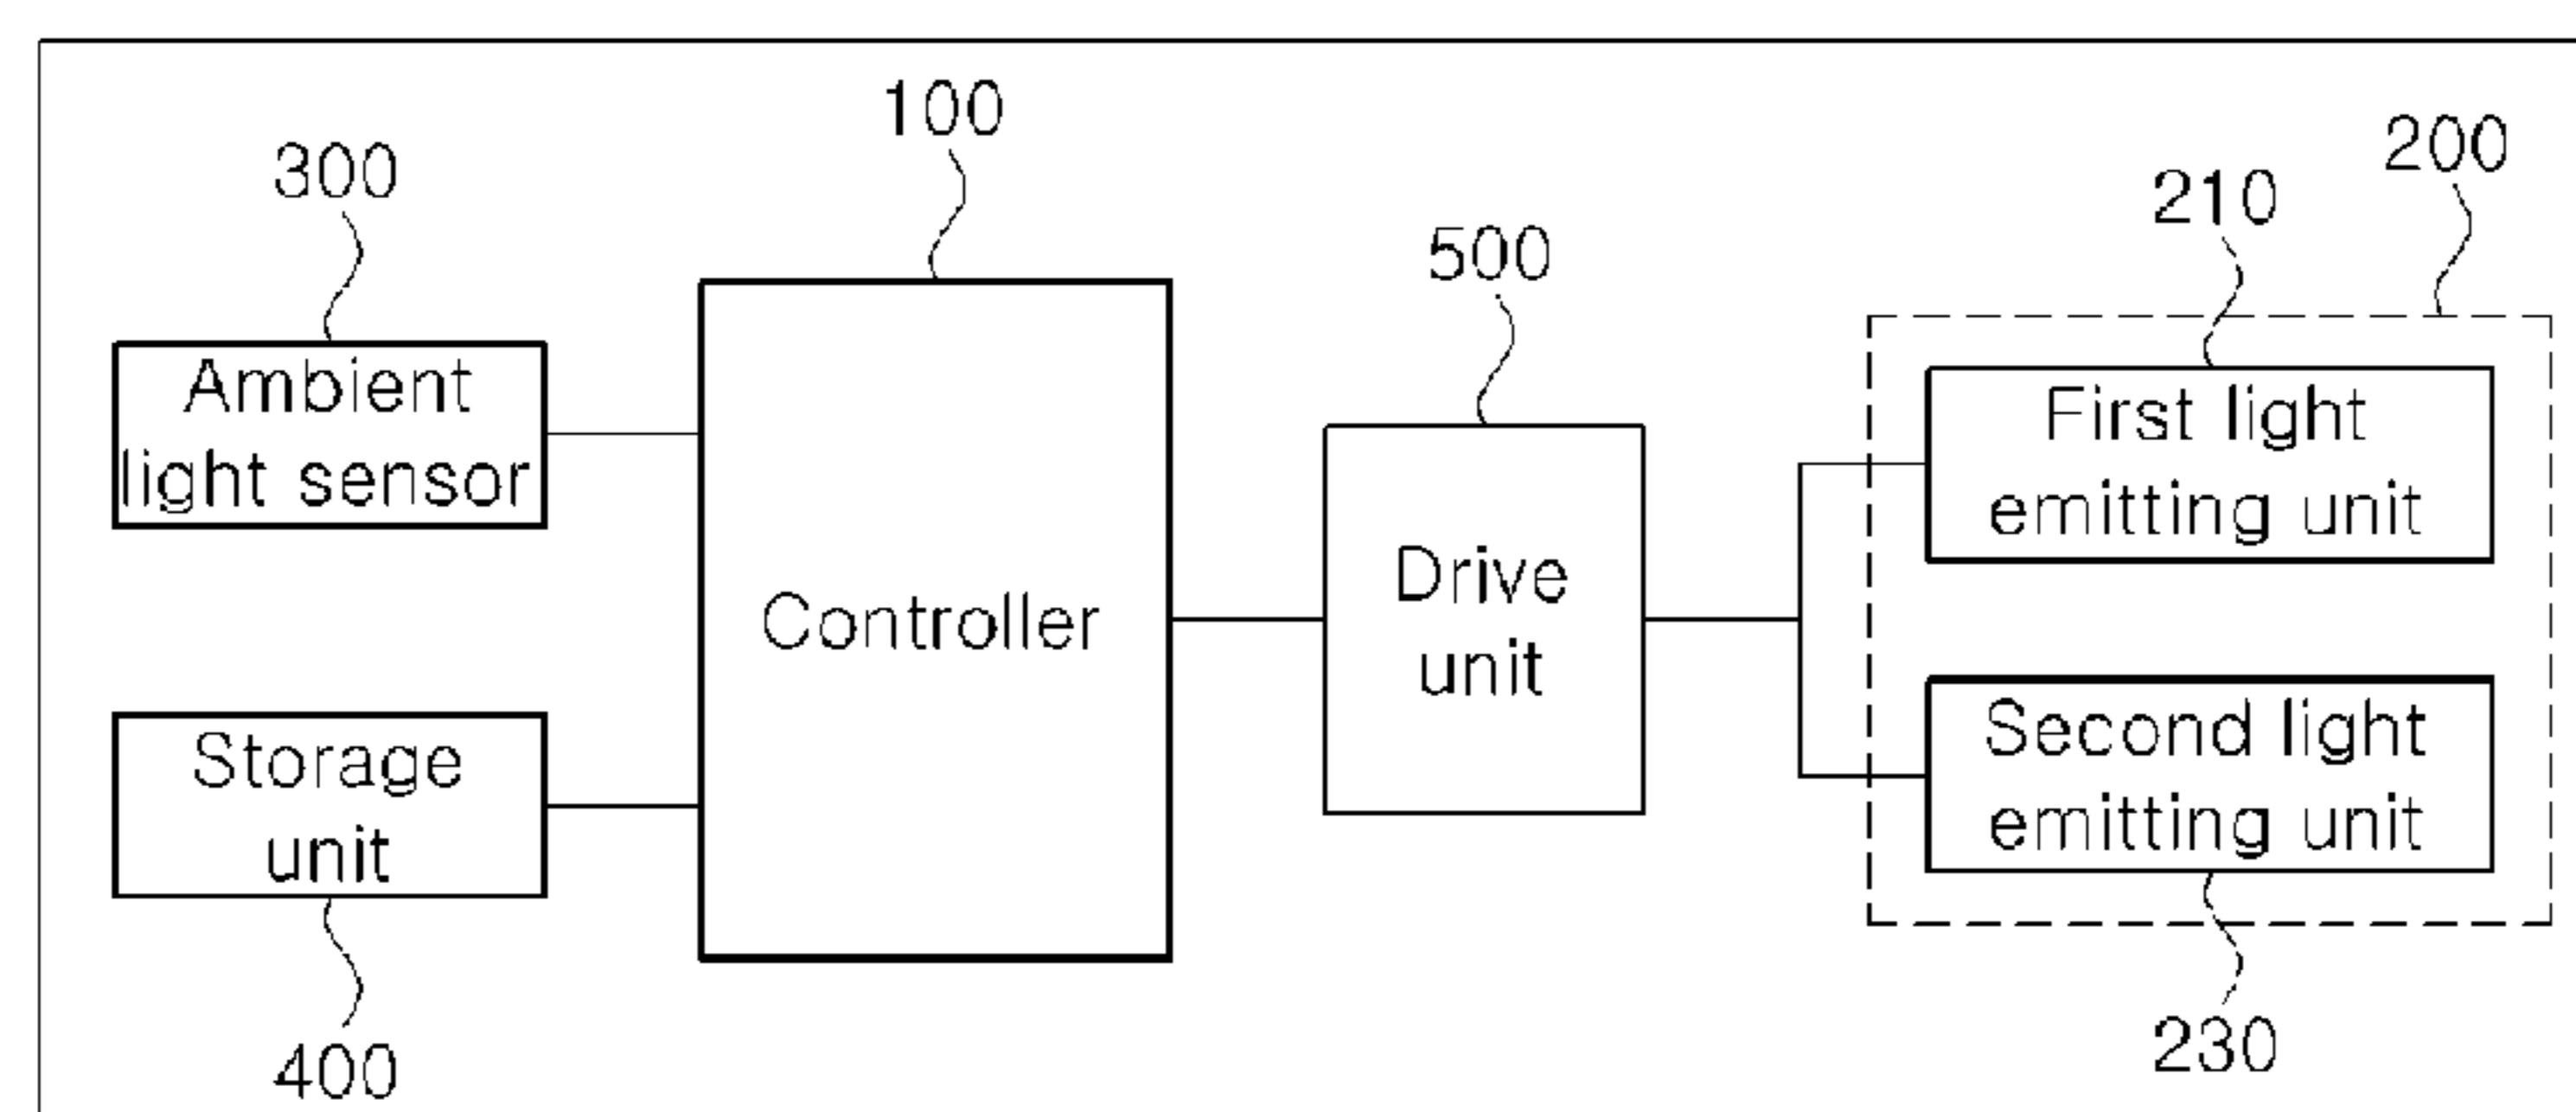 100
300
200
210
500
Ambient
light sensor
First light
emitting unit
Controller
Drive
unit
Storage
unit
Second light
emitting unit
400
230